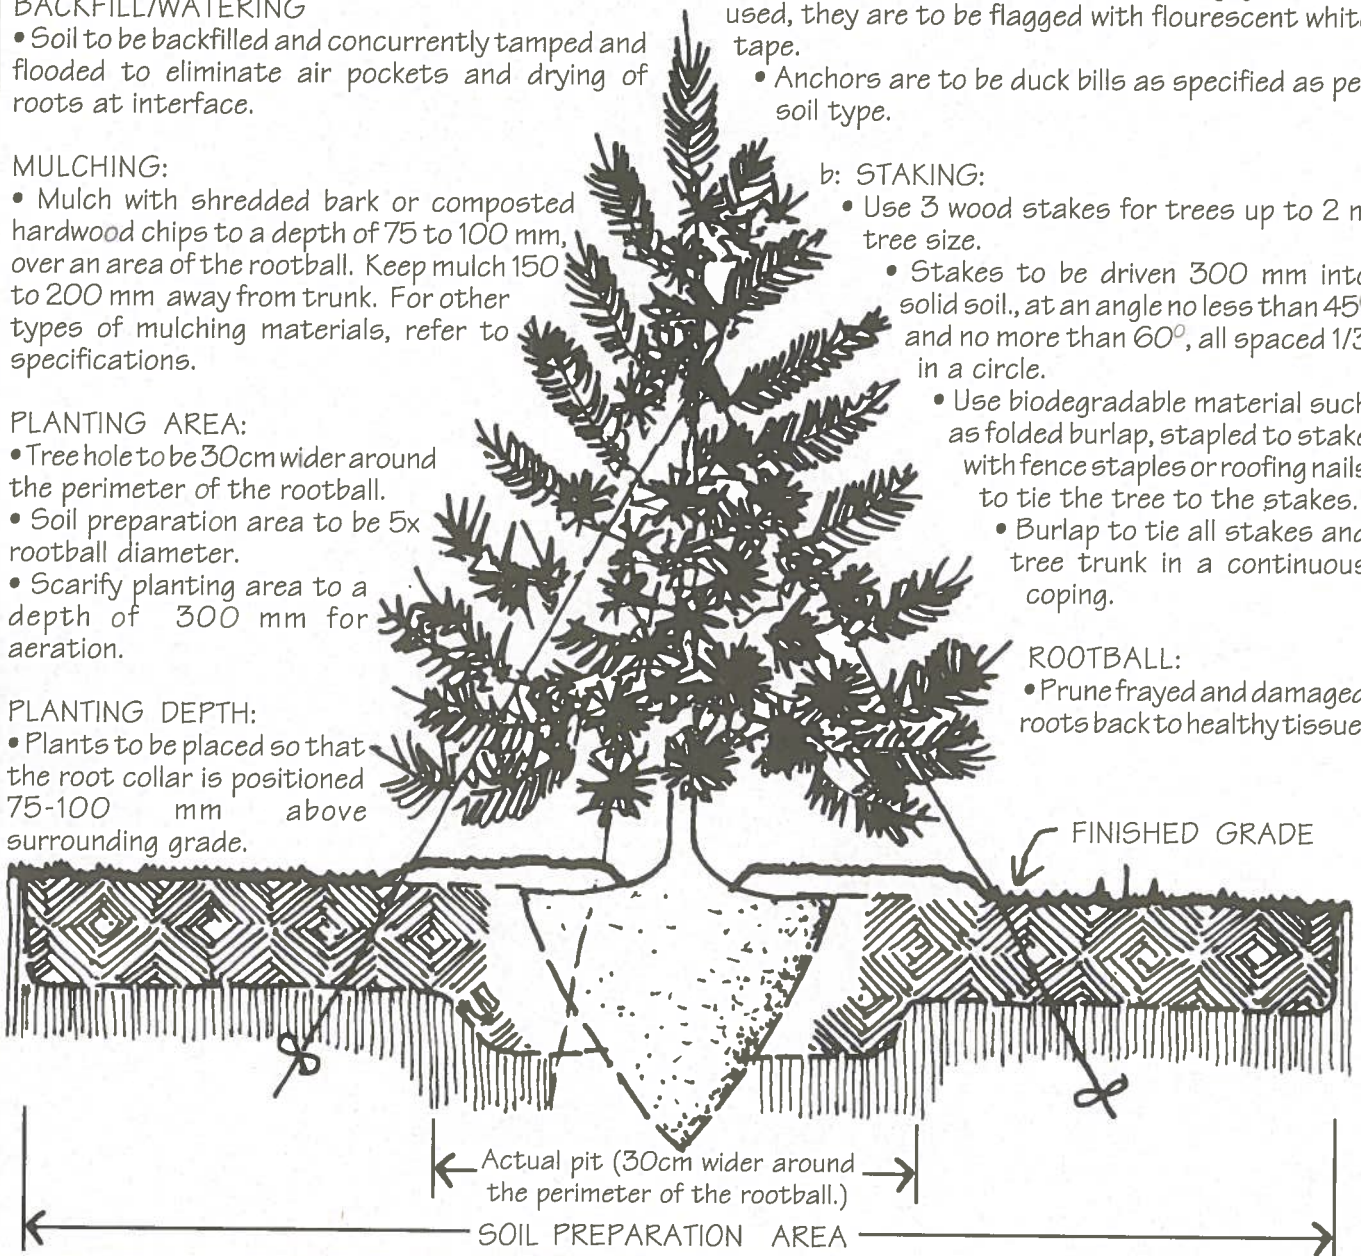 BACKFILL/WATERING
• Soil to be backfilled and concurrently tamped and
flooded to eliminate air pockets and drying of
roots at interface.
MULCHING:
• Mulch with shredded bark or composted
hardwood chips to a depth of 75 to 100 mm,
over an area of the rootball. Keep mulch 150
to 200 mm away from trunk. For other
types of mulching materials, refer to
specifications.
PLANTING AREA:
• Tree hole to be 30cm wider around
the perimeter of the rootball.
• Soil preparation area to be 5x
rootball diameter.
• Scarify planting area to a
depth of 300 mm for
aeration.
PLANTING DEPTH:
• Plants to be placed so that
the root collar is positioned
75-100 mm above
surrounding grade.
used, they are to be flagged with flourescent white
tape.
• Anchors are to be duck bills as specified as pe
soil type.
b: STAKING:
• Use 3 wood stakes for trees up to 2 m
tree size.
• Stakes to be driven 300 mm into
solid soil., at an angle no less than 45°
and no more than 60°, all spaced 1/3
in a circle.
• Use biodegradable material such
as folded burlap, stapled to stake
with fence staples or roofing nails
to tie the tree to the stakes.
• Burlap to tie all stakes and
tree trunk in a continuous
coping.
ROOTBALL:
• Prune frayed and damaged
roots back to healthy tissue
FINISHED GRADE
Actual pit (30cm wider around
the perimeter of the rootball.)
SOIL PREPARATION AREA